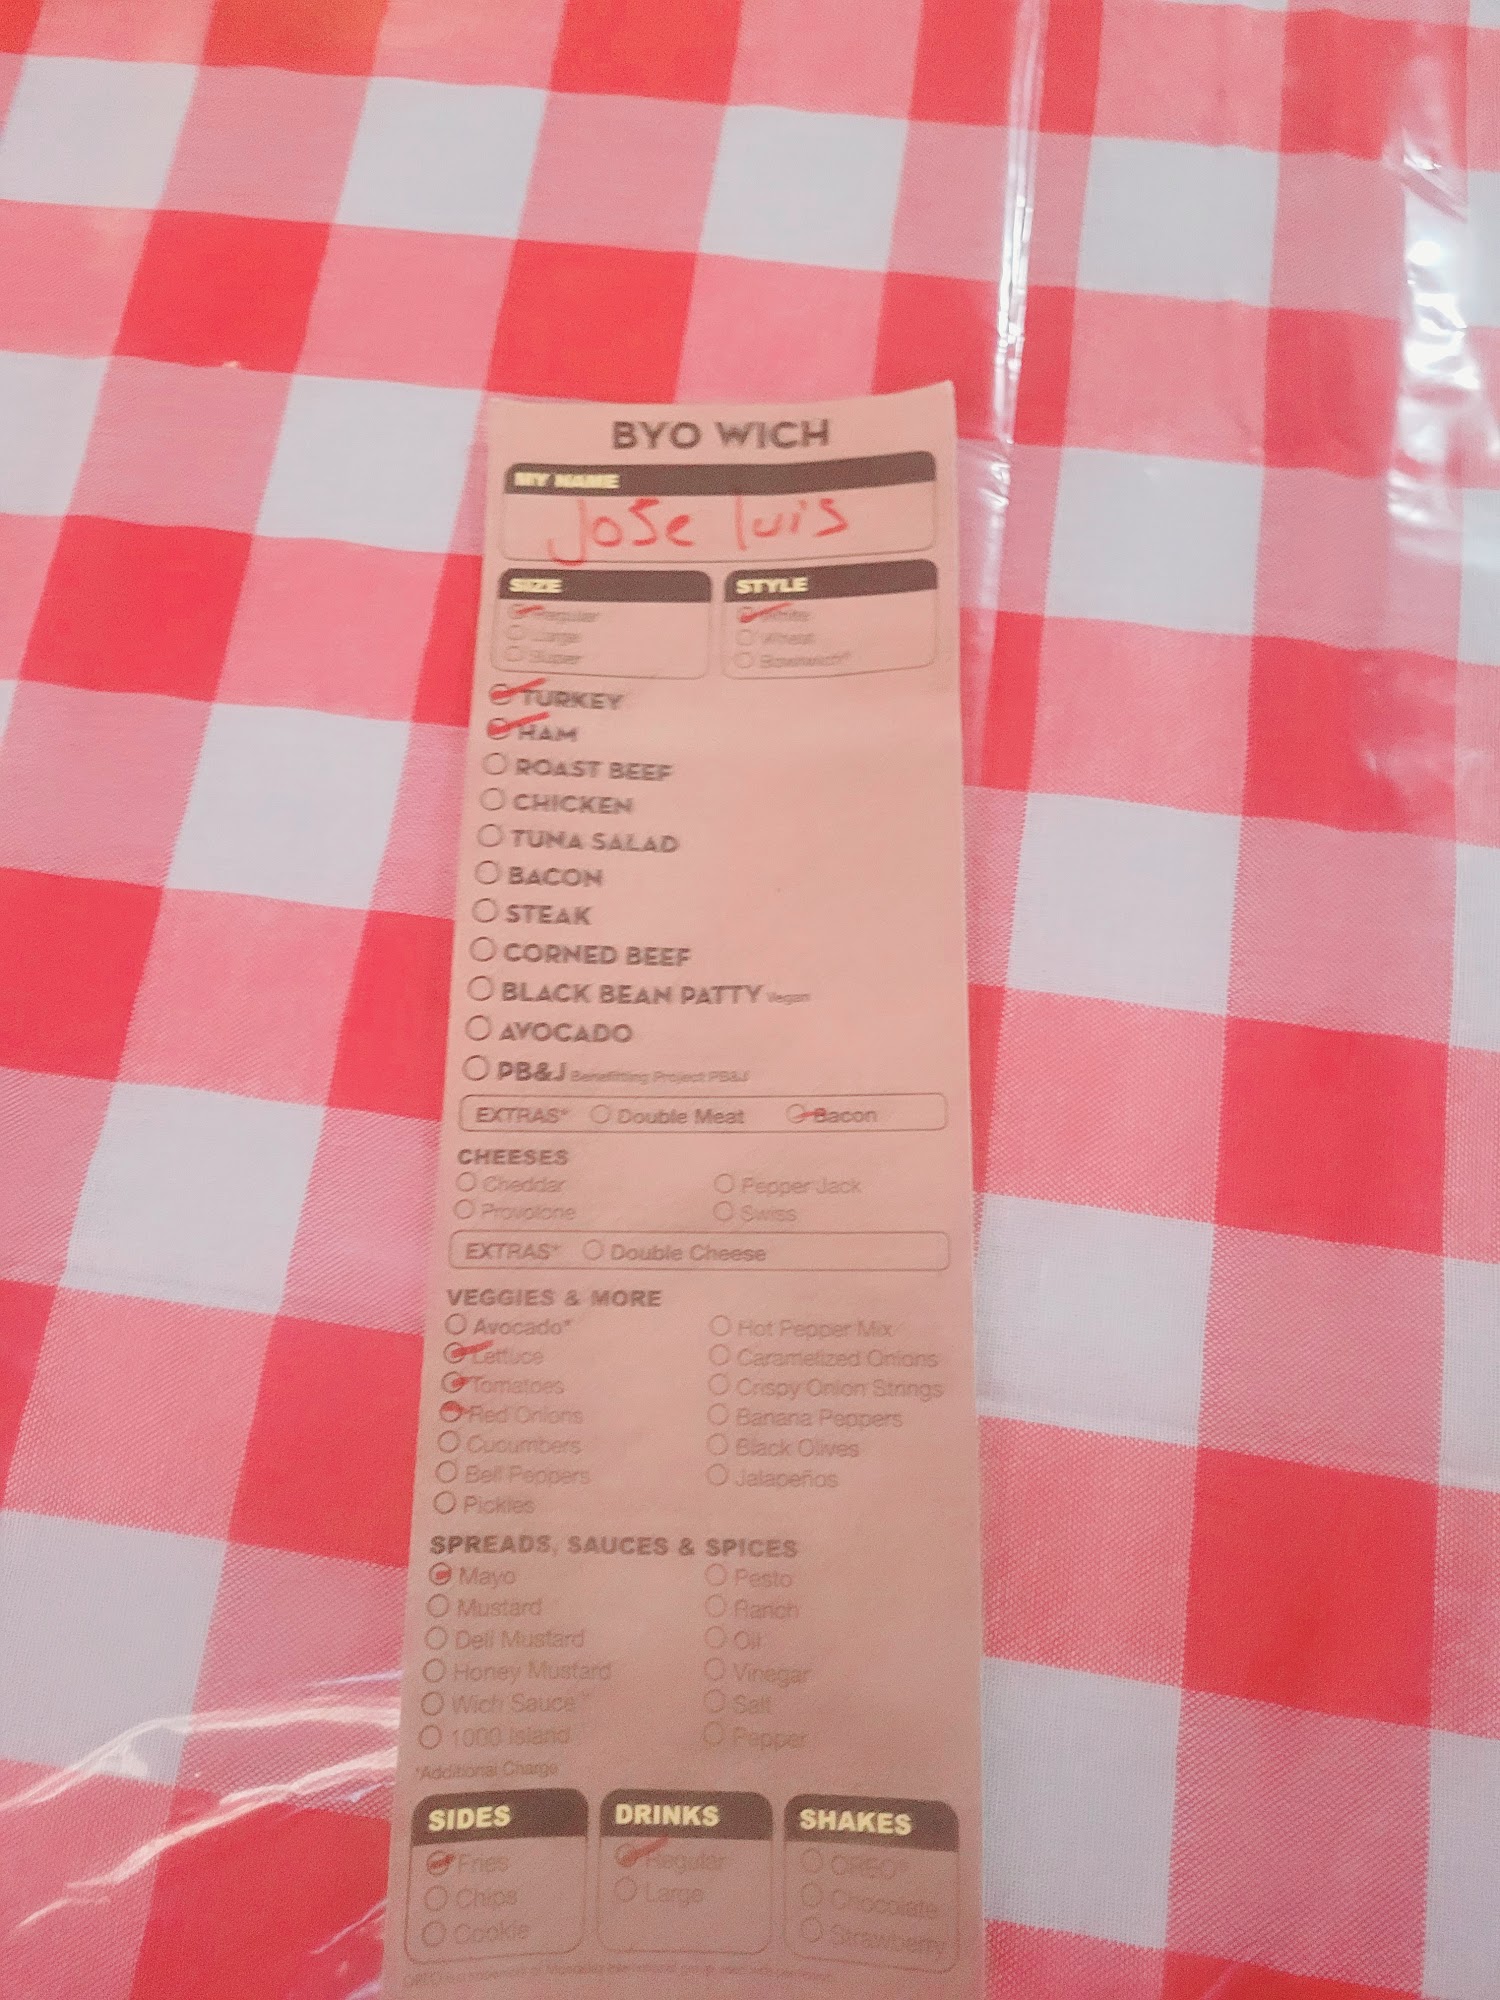 BYO WICH
MY NAME
Jose luis
SIZE
Regular
Large
Super
STYLE
White
Wheat
Bowlwich*
TURKEY
HAM
ROAST BEEF
CHICKEN
TUNA SALAD
BACON
STEAK
CORNED BEEF
BLACK BEAN PATTY Vegan
AVOCADO
PB&J Benefitting Project PB&J
EXTRAS* Double Meat Bacon
CHEESES
Cheddar Pepper Jack
Provolone Swiss
EXTRAS* Double Cheese
VEGGIES & MORE
Avocado* Hot Pepper Mix
Lettuce Caramelized Onions
Tomatoes Crispy Onion Strings
Red Onions Banana Peppers
Cucumbers Black Olives
Bell Peppers Jalapeños
Pickles
SPREADS, SAUCES & SPICES
Mayo Pesto
Mustard Ranch
Deli Mustard Oil
Honey Mustard Vinegar
Wich Sauce Salt
1000 Island Pepper
*Additional Charge
SIDES
Fries
Chips
Cookie
DRINKS
Regular
Large
SHAKES
OREO
Chocolate
Strawberry